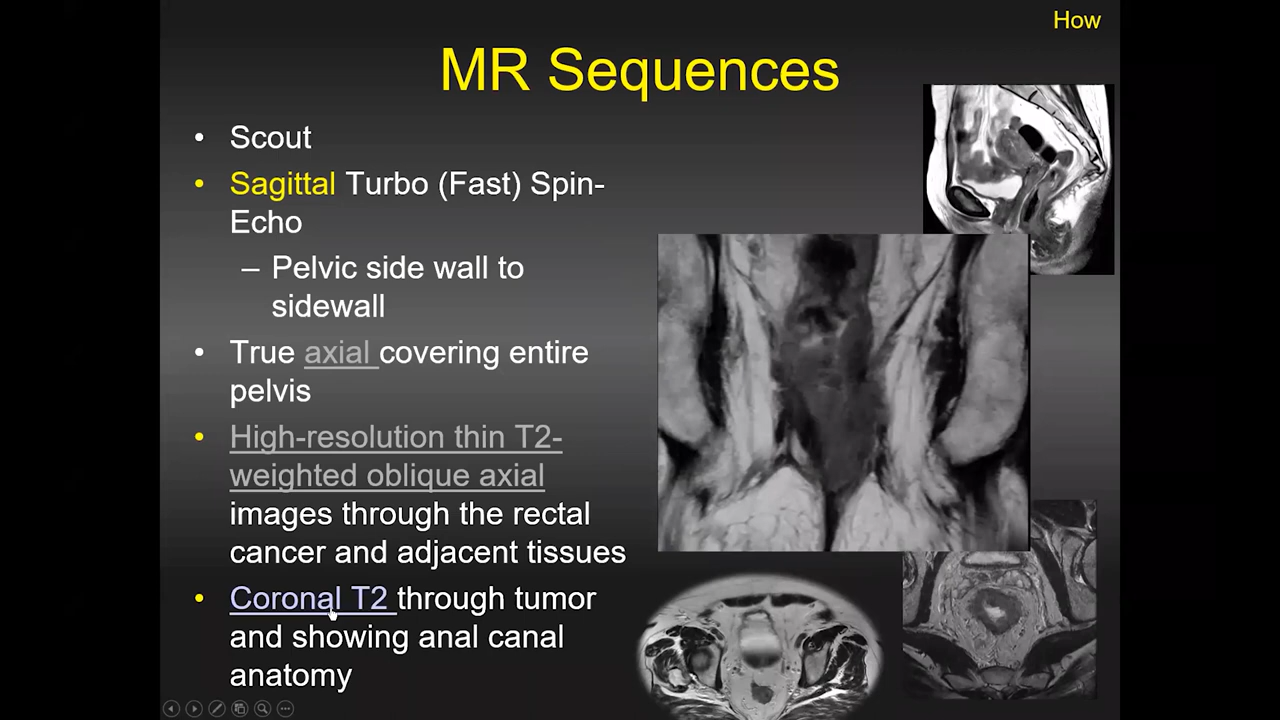 How
MR Sequences
• Scout
• Sagittal Turbo (Fast) Spin-
Echo
– Pelvic side wall to
sidewall
• True axial covering entire
pelvis
• High-resolution thin T2-
weighted oblique axial
images through the rectal
cancer and adjacent tissues
• Coronal T2 through tumor
and showing anal canal
anatomy